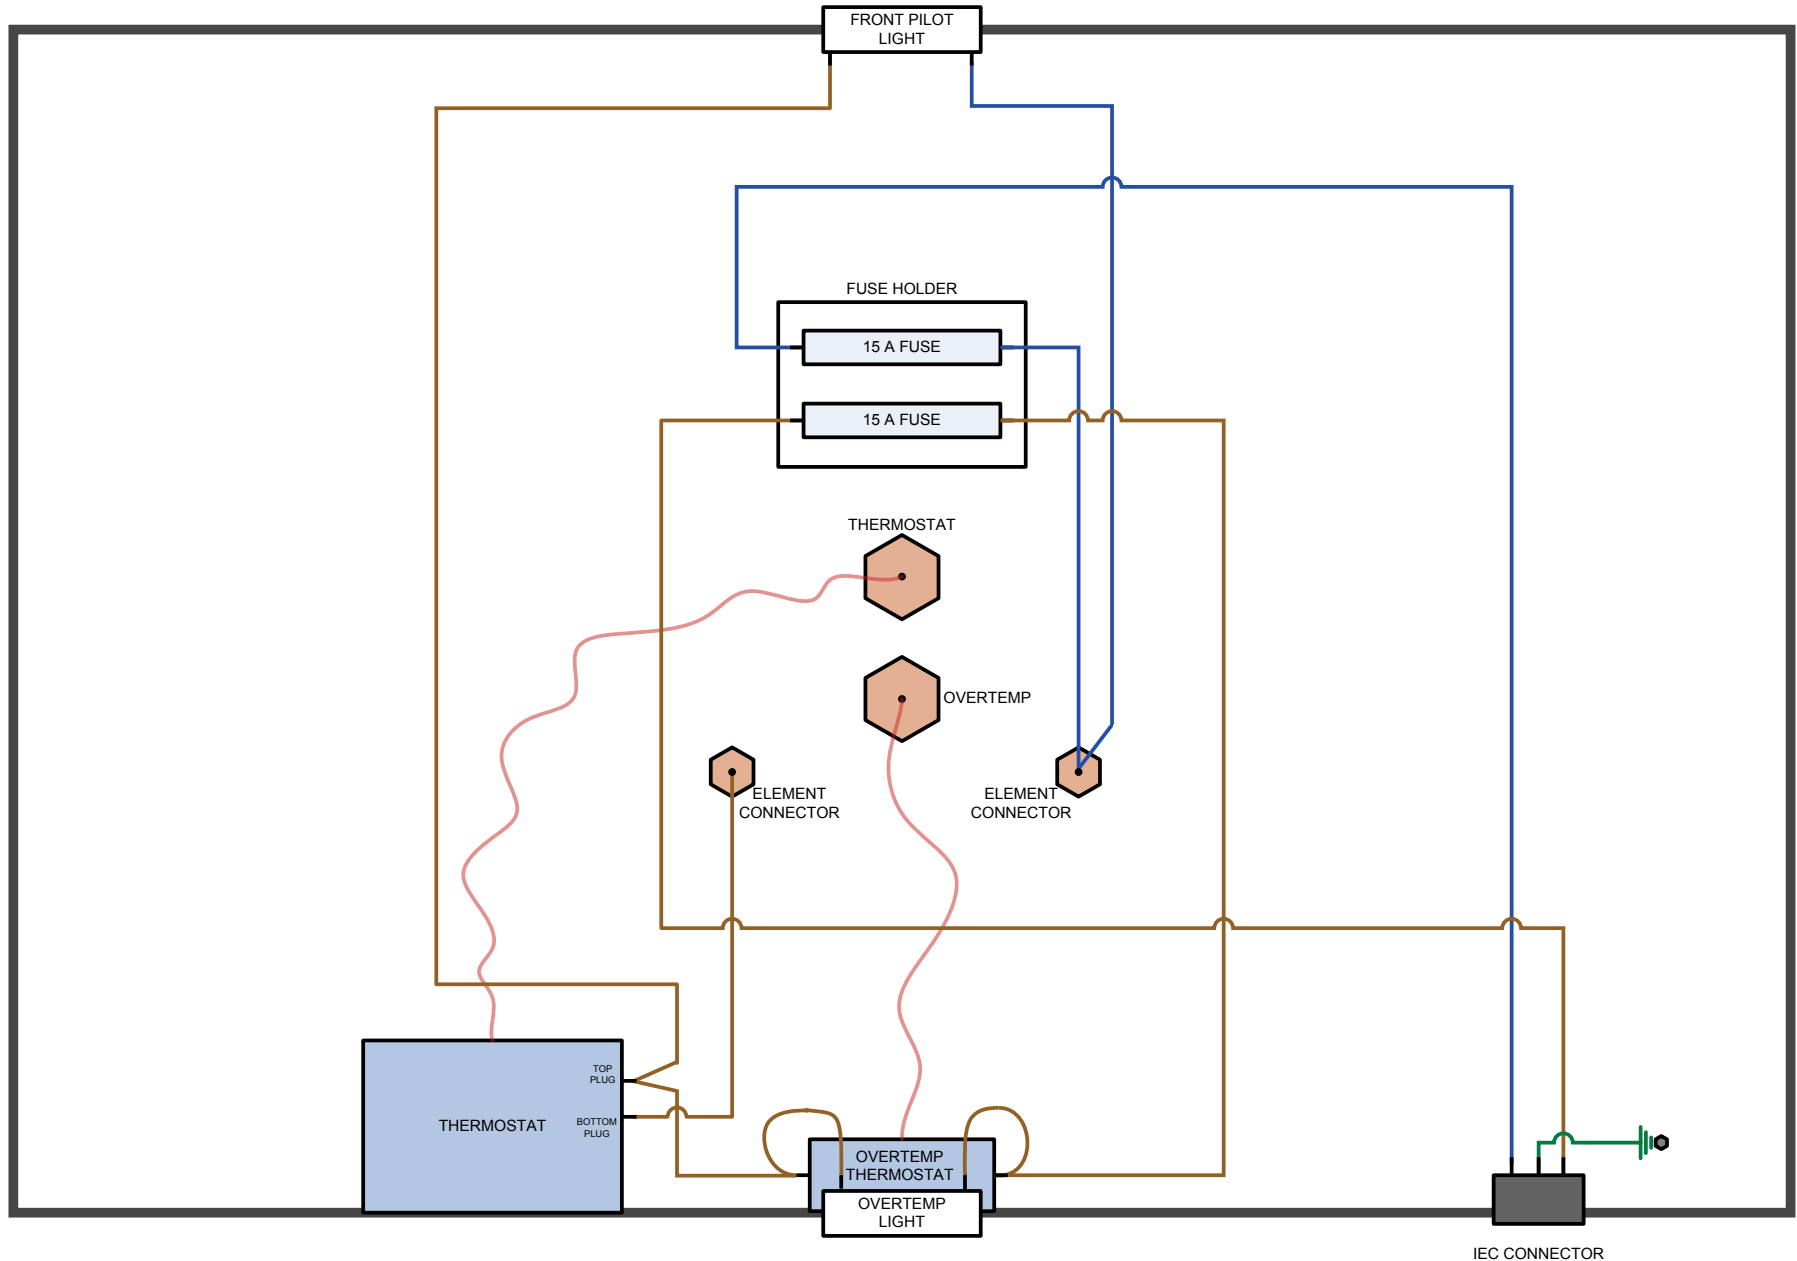 FRONT PILOT
LIGHT
FUSE HOLDER
15 A FUSE
15 A FUSE
THERMOSTAT
OVERTEMP
ELEMENT
CONNECTOR
ELEMENT
CONNECTOR
TOP
PLUG
THERMOSTAT
BOTTOM
PLUG
OVERTEMP
THERMOSTAT
OVERTEMP
LIGHT
IEC CONNECTOR